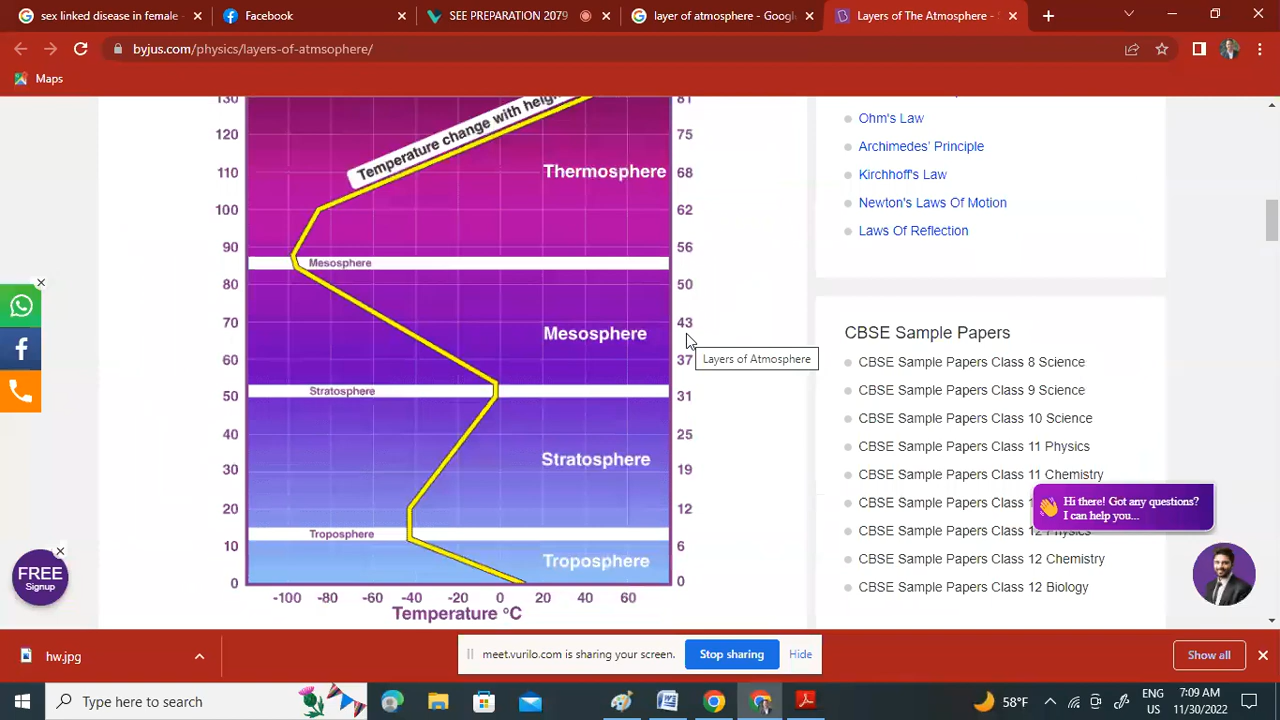 sex linked disease in female -
Facebook
SEE PREPARATION 2079
layer of atmosphere - Google
Layers of The Atmosphere -
byjus.com/physics/layers-of-atmsophere/
Maps
130
81
120
75
110
68
100
62
90
56
80
50
70
43
60
37
50
31
40
25
30
19
20
12
10
6
0
0
Temperature change with heigh
Thermosphere
Mesosphere
Mesosphere
Stratosphere
Stratosphere
Troposphere
Troposphere
-100 -80 -60 -40 -20 0 20 40 60
Temperature °C
Layers of Atmosphere
Ohm's Law
Archimedes' Principle
Kirchhoff's Law
Newton's Laws Of Motion
Laws Of Reflection
CBSE Sample Papers
CBSE Sample Papers Class 8 Science
CBSE Sample Papers Class 9 Science
CBSE Sample Papers Class 10 Science
CBSE Sample Papers Class 11 Physics
CBSE Sample Papers Class 11 Chemistry
CBSE Sample Papers Class
CBSE Sample Papers Class 12 Physics
CBSE Sample Papers Class 12 Chemistry
CBSE Sample Papers Class 12 Biology
Hi there! Got any questions?
I can help you...
FREE
Signup
hw.jpg
meet.vurilo.com is sharing your screen.
Stop sharing
Hide
Show all
Type here to search
58°F
ENG
US
7:09 AM
11/30/2022